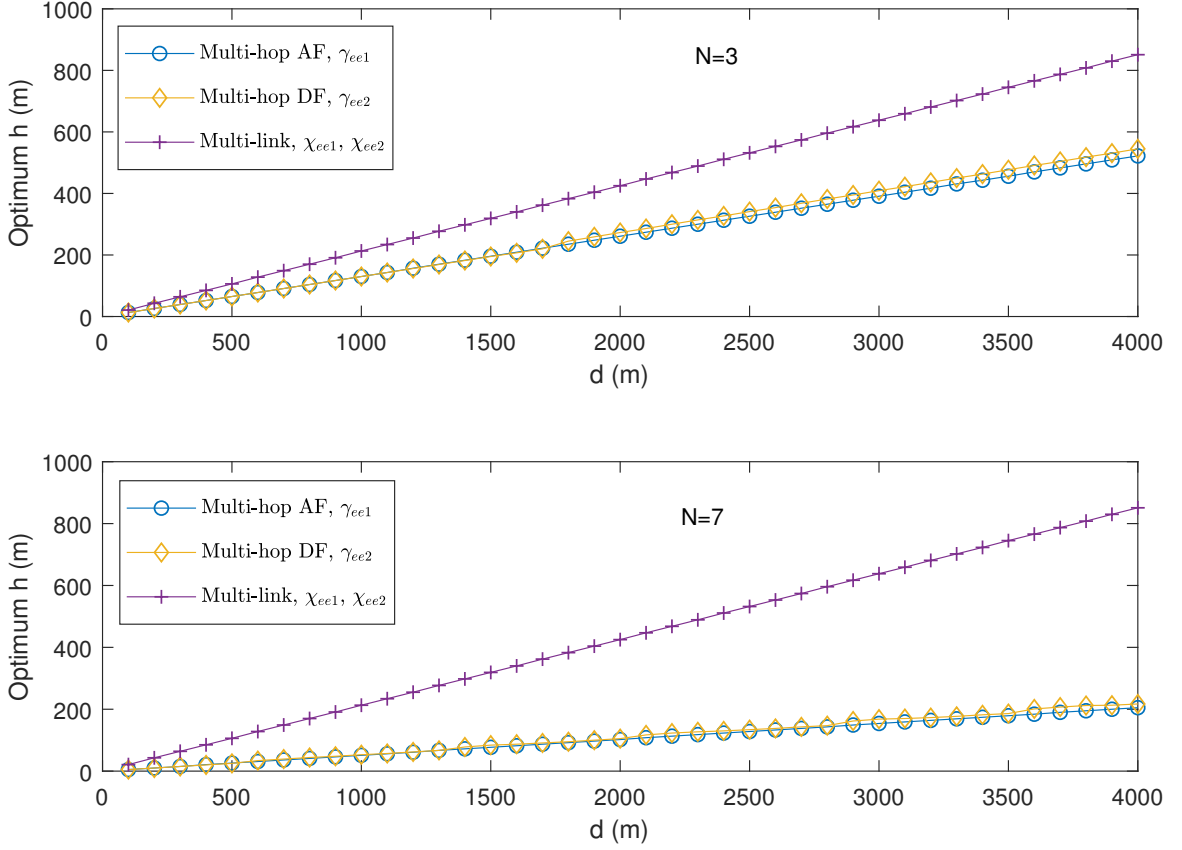 1000
800
600
400
200
0
Optimum h (m)
Multi-hop AF, γee1
Multi-hop DF, γee2
Multi-link, χee1, χee2
N=3
0 500 1000 1500 2000 2500 3000 3500 4000
d (m)
1000
800
600
400
200
0
Optimum h (m)
Multi-hop AF, γee1
Multi-hop DF, γee2
Multi-link, χee1, χee2
N=7
0 500 1000 1500 2000 2500 3000 3500 4000
d (m)